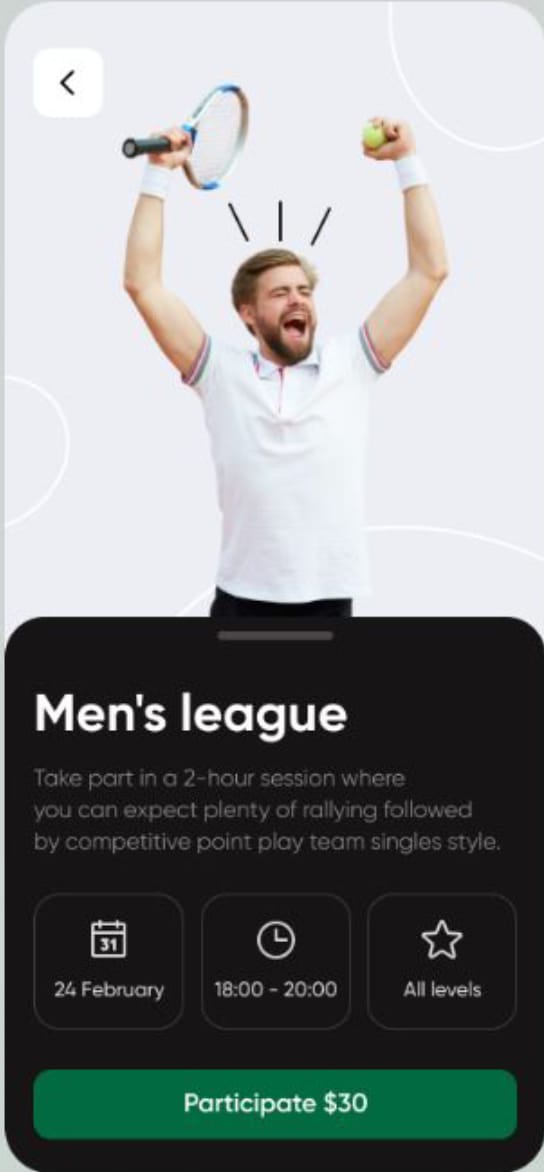 Men's league
Take part in a 2-hour session where
you can expect plenty of rallying followed
by competitive point play team singles style.
31
24 February
18:00 - 20:00
All levels
Participate $30